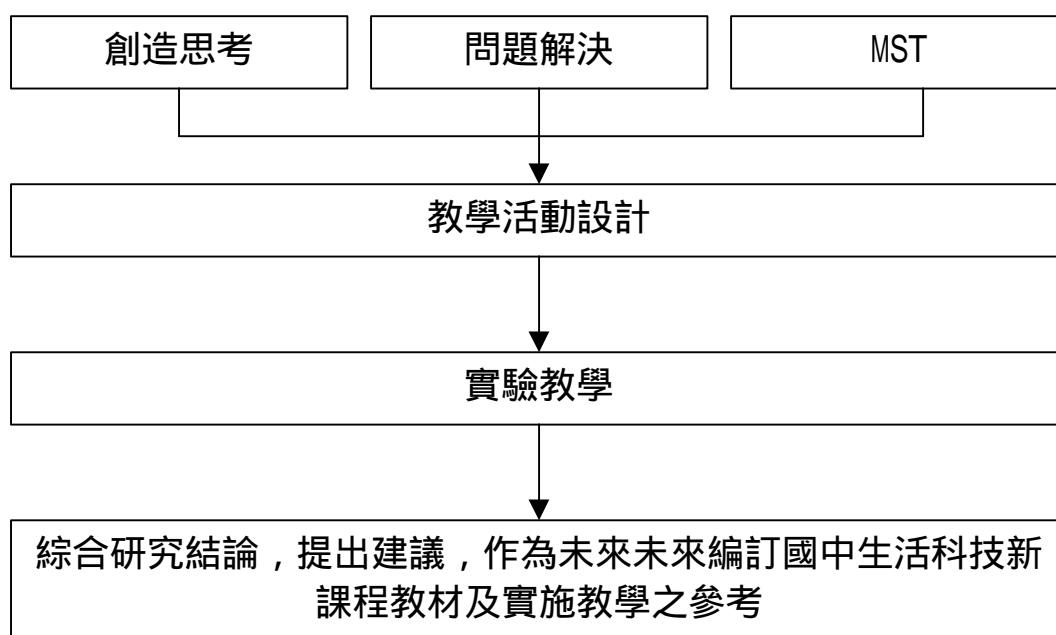 創造思考
問題解決
MST
教學活動設計
實驗教學
綜合研究結論，提出建議，作為未來未來編訂國中生活科技新
課程教材及實施教學之參考